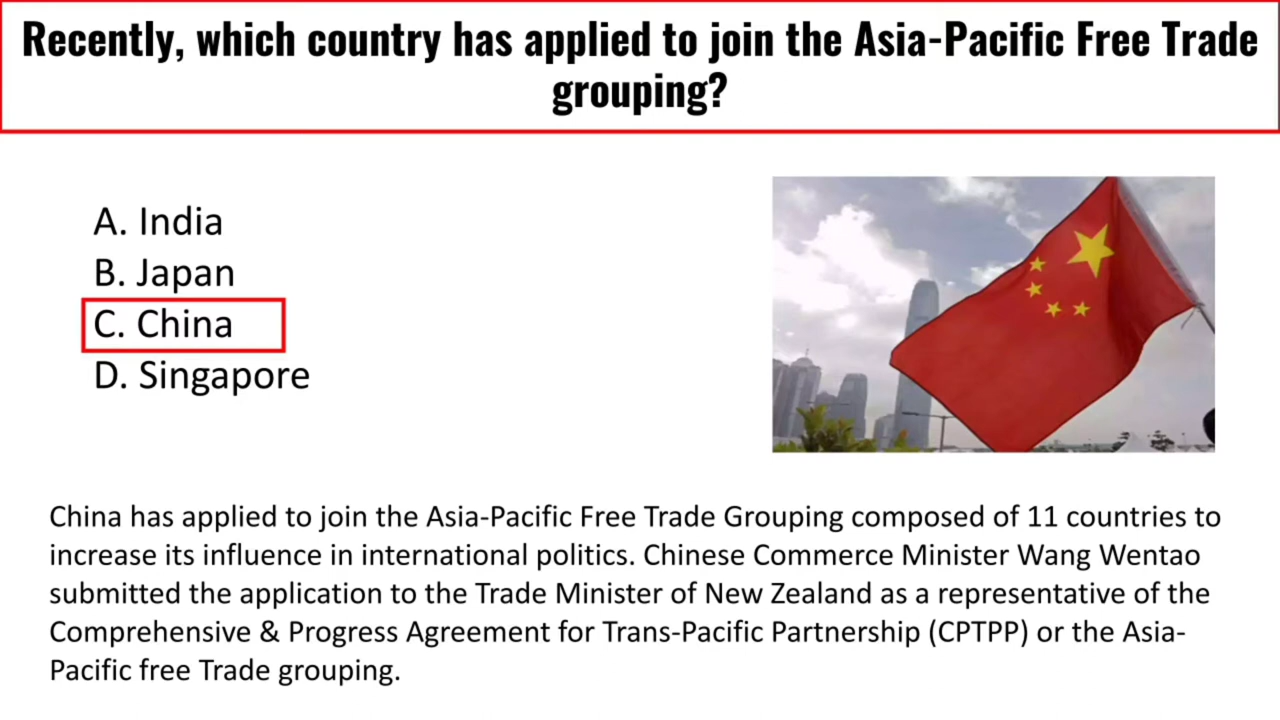 Recently, which country has applied to join the Asia-Pacific Free Trade
grouping?
A. India
B. Japan
C. China
D. Singapore
China has applied to join the Asia-Pacific Free Trade Grouping composed of 11 countries to
increase its influence in international politics. Chinese Commerce Minister Wang Wentao
submitted the application to the Trade Minister of New Zealand as a representative of the
Comprehensive & Progress Agreement for Trans-Pacific Partnership (CPTPP) or the Asia-
Pacific free Trade grouping.